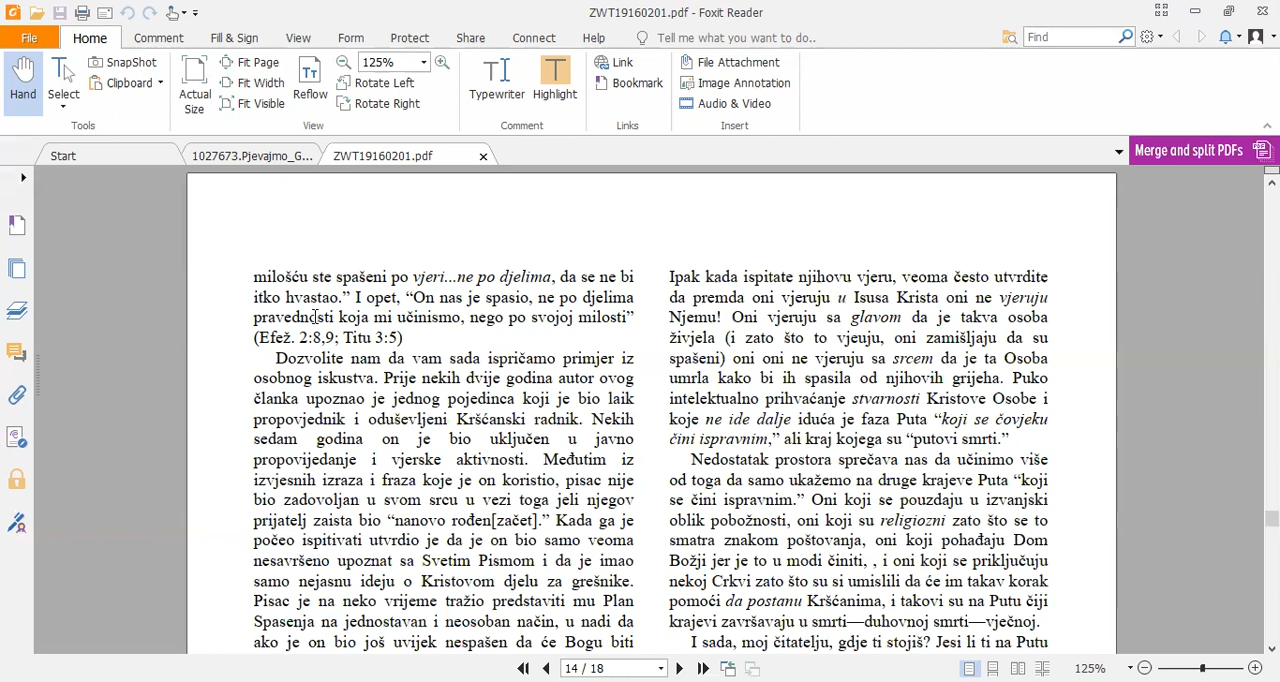 ZWT19160201.pdf - Foxit Reader
File Home Comment Fill & Sign View Form Protect Share Connect Help Tell me what you want to do.. Find
SnapShot Fit Page 125% Link File Attachment
Clipboard Fit Width Rotate Left Bookmark Image Annotation
Hand Select Actual Size Fit Visible Reflow Rotate Right Typewriter Highlight Audio & Video
Tools View Comment Links Insert
Start 1027673.Pjevajmo_G... ZWT19160201.pdf Merge and split PDFs
milošću ste spašeni po vjeri...ne po djelima, da se ne bi
itko hvastao.” I opet, “On nas je spasio, ne po djelima
pravednosti koja mi učinismo, nego po svojoj milosti”
(Efež. 2:8,9; Titu 3:5)
Dozvolite nam da vam sada ispričamo primjer iz
osobnog iskustva. Prije nekih dvije godina autor ovog
članka upoznao je jednog pojedinca koji je bio laik
propovjednik i oduševljeni Kršćanski radnik. Nekih
sedam godina on je bio uključen u javno
propovijedanje i vjerske aktivnosti. Međutim iz
izvjesnih izraza i fraza koje je on koristio, pisac nije
bio zadovoljan u svom srcu u vezi toga jeli njegov
prijatelj zaista bio “nanovo rođen[začet].” Kada ga je
počeo ispitivati utvrdio je da je on bio samo veoma
nesavršeno upoznat sa Svetim Pismom i da je imao
samo nejasnu ideju o Kristovom djelu za grešnike.
Pisac je na neko vrijeme tražio predstaviti mu Plan
Spasenja na jednostavan i neosoban način, u nadi da
ako je on bio još uvijek nespašen da će Bogu biti
Ipak kada ispitate njihovu vjeru, veoma često utvrdite
da premda oni vjeruju u Isusa Krista oni ne vjeruju
Njemu! Oni vjeruju sa glavom da je takva osoba
živjela (i zato što to vjeuju, oni zamišljaju da su
spašeni) oni oni ne vjeruju sa srcem da je ta Osoba
umrla kako bi ih spasila od njihovih grijeha. Puko
intelektualno prihvaćanje stvarnosti Kristove Osobe i
koje ne ide dalje iduća je faza Puta “koji se čovjeku
čini ispravnim,” ali kraj kojega su “putovi smrti.”
Nedostatak prostora sprečava nas da učinimo više
od toga da samo ukažemo na druge krajeve Puta “koji
se čini ispravnim.” Oni koji se pouzdaju u izvanjski
oblik pobožnosti, oni koji su religiozni zato što se to
smatra znakom poštovanja, oni koji pohađaju Dom
Božji jer je to u modi činiti, , i oni koji se priključuju
nekoj Crkvi zato što su si umislili da će im takav korak
pomoći da postanu Kršćanima, i takovi su na Putu čiji
krajevi završavaju u smrti—duhovnoj smrti—vječnoj.
I sada, moj čitatelju, gdje ti stojiš? Jesi li ti na Putu
14 / 18 125%